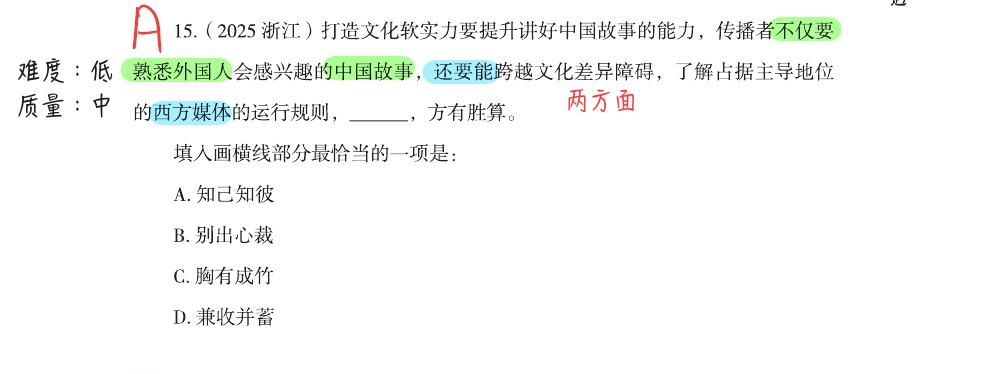 A 15.（2025 浙江）打造文化软实力要提升讲好中国故事的能力，传播者不仅要
难度：低 熟悉外国人会感兴趣的中国故事，还要能跨越文化差异障碍，了解占据主导地位
质量：中 的西方媒体的运行规则，______，方有胜算。 两方面
填入画横线部分最恰当的一项是：
A. 知己知彼
B. 别出心裁
C. 胸有成竹
D. 兼收并蓄